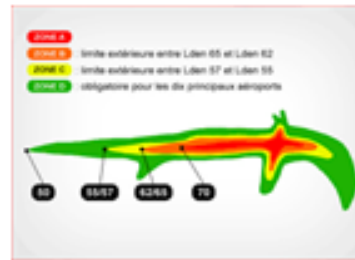 ZONE A
ZONE B limite extérieure entre Lden 65 et Lden 62
ZONE C limite extérieure entre Lden 57 et Lden 55
ZONE D obligatoire pour les dix principaux aéroports
50 55/57 62/65 70